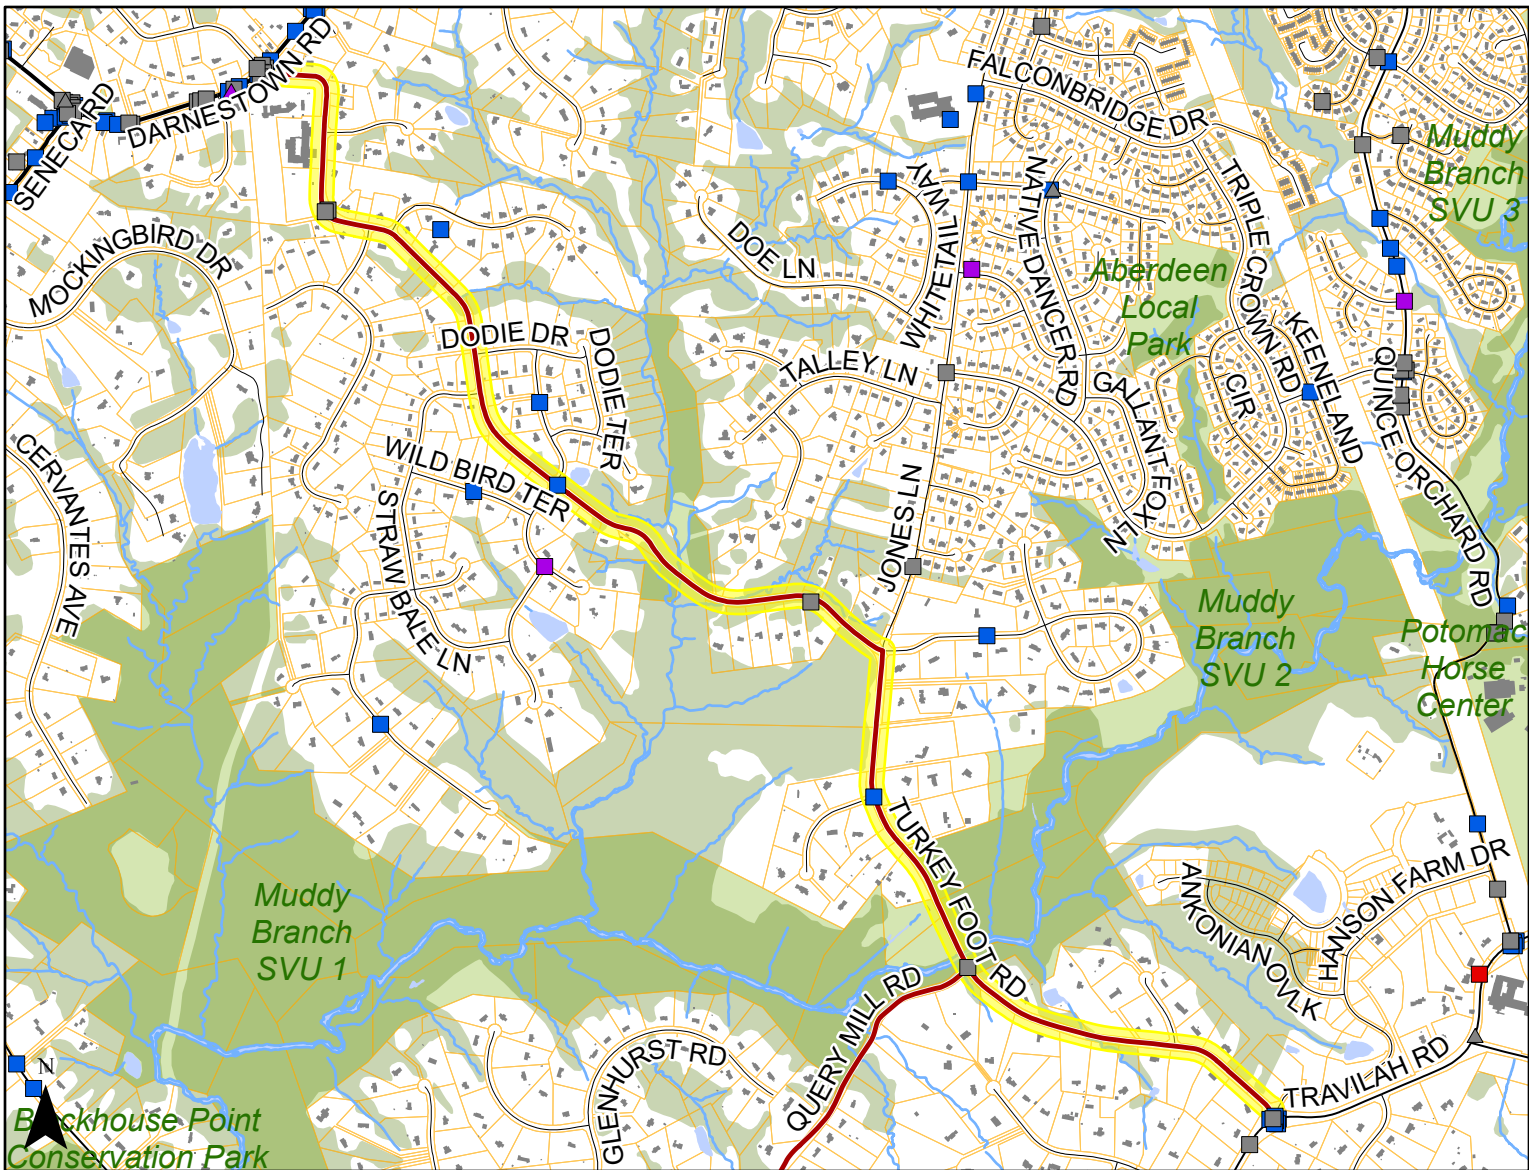 DARNESTOWN RD
SENECA RD
FALCONBRIDGE DR
Muddy
Branch
SVU 3
MOCKINGBIRD DR
DOE LN
WHITETAIL WAY
NATIVE DANCER RD
TRIPLE CROWN RD
Aberdeen
Local
Park
DODIE DR
DODIE TER
TALLEY LN
KEENELAND
CIR
QUINCE ORCHARD RD
GALLANT FOX
LN
CERVANTES AVE
WILD BIRD TER
STRAW BALE LN
JONES LN
Muddy
Branch
SVU 2
Potomac
Horse
Center
TURKEY FOOT RD
Muddy
Branch
SVU 1
ANKONIAN OVLK
HANSON FARM DR
QUERY MILL RD
GLENHURST RD
TRAVILAH RD
N
Conservation Park
Point